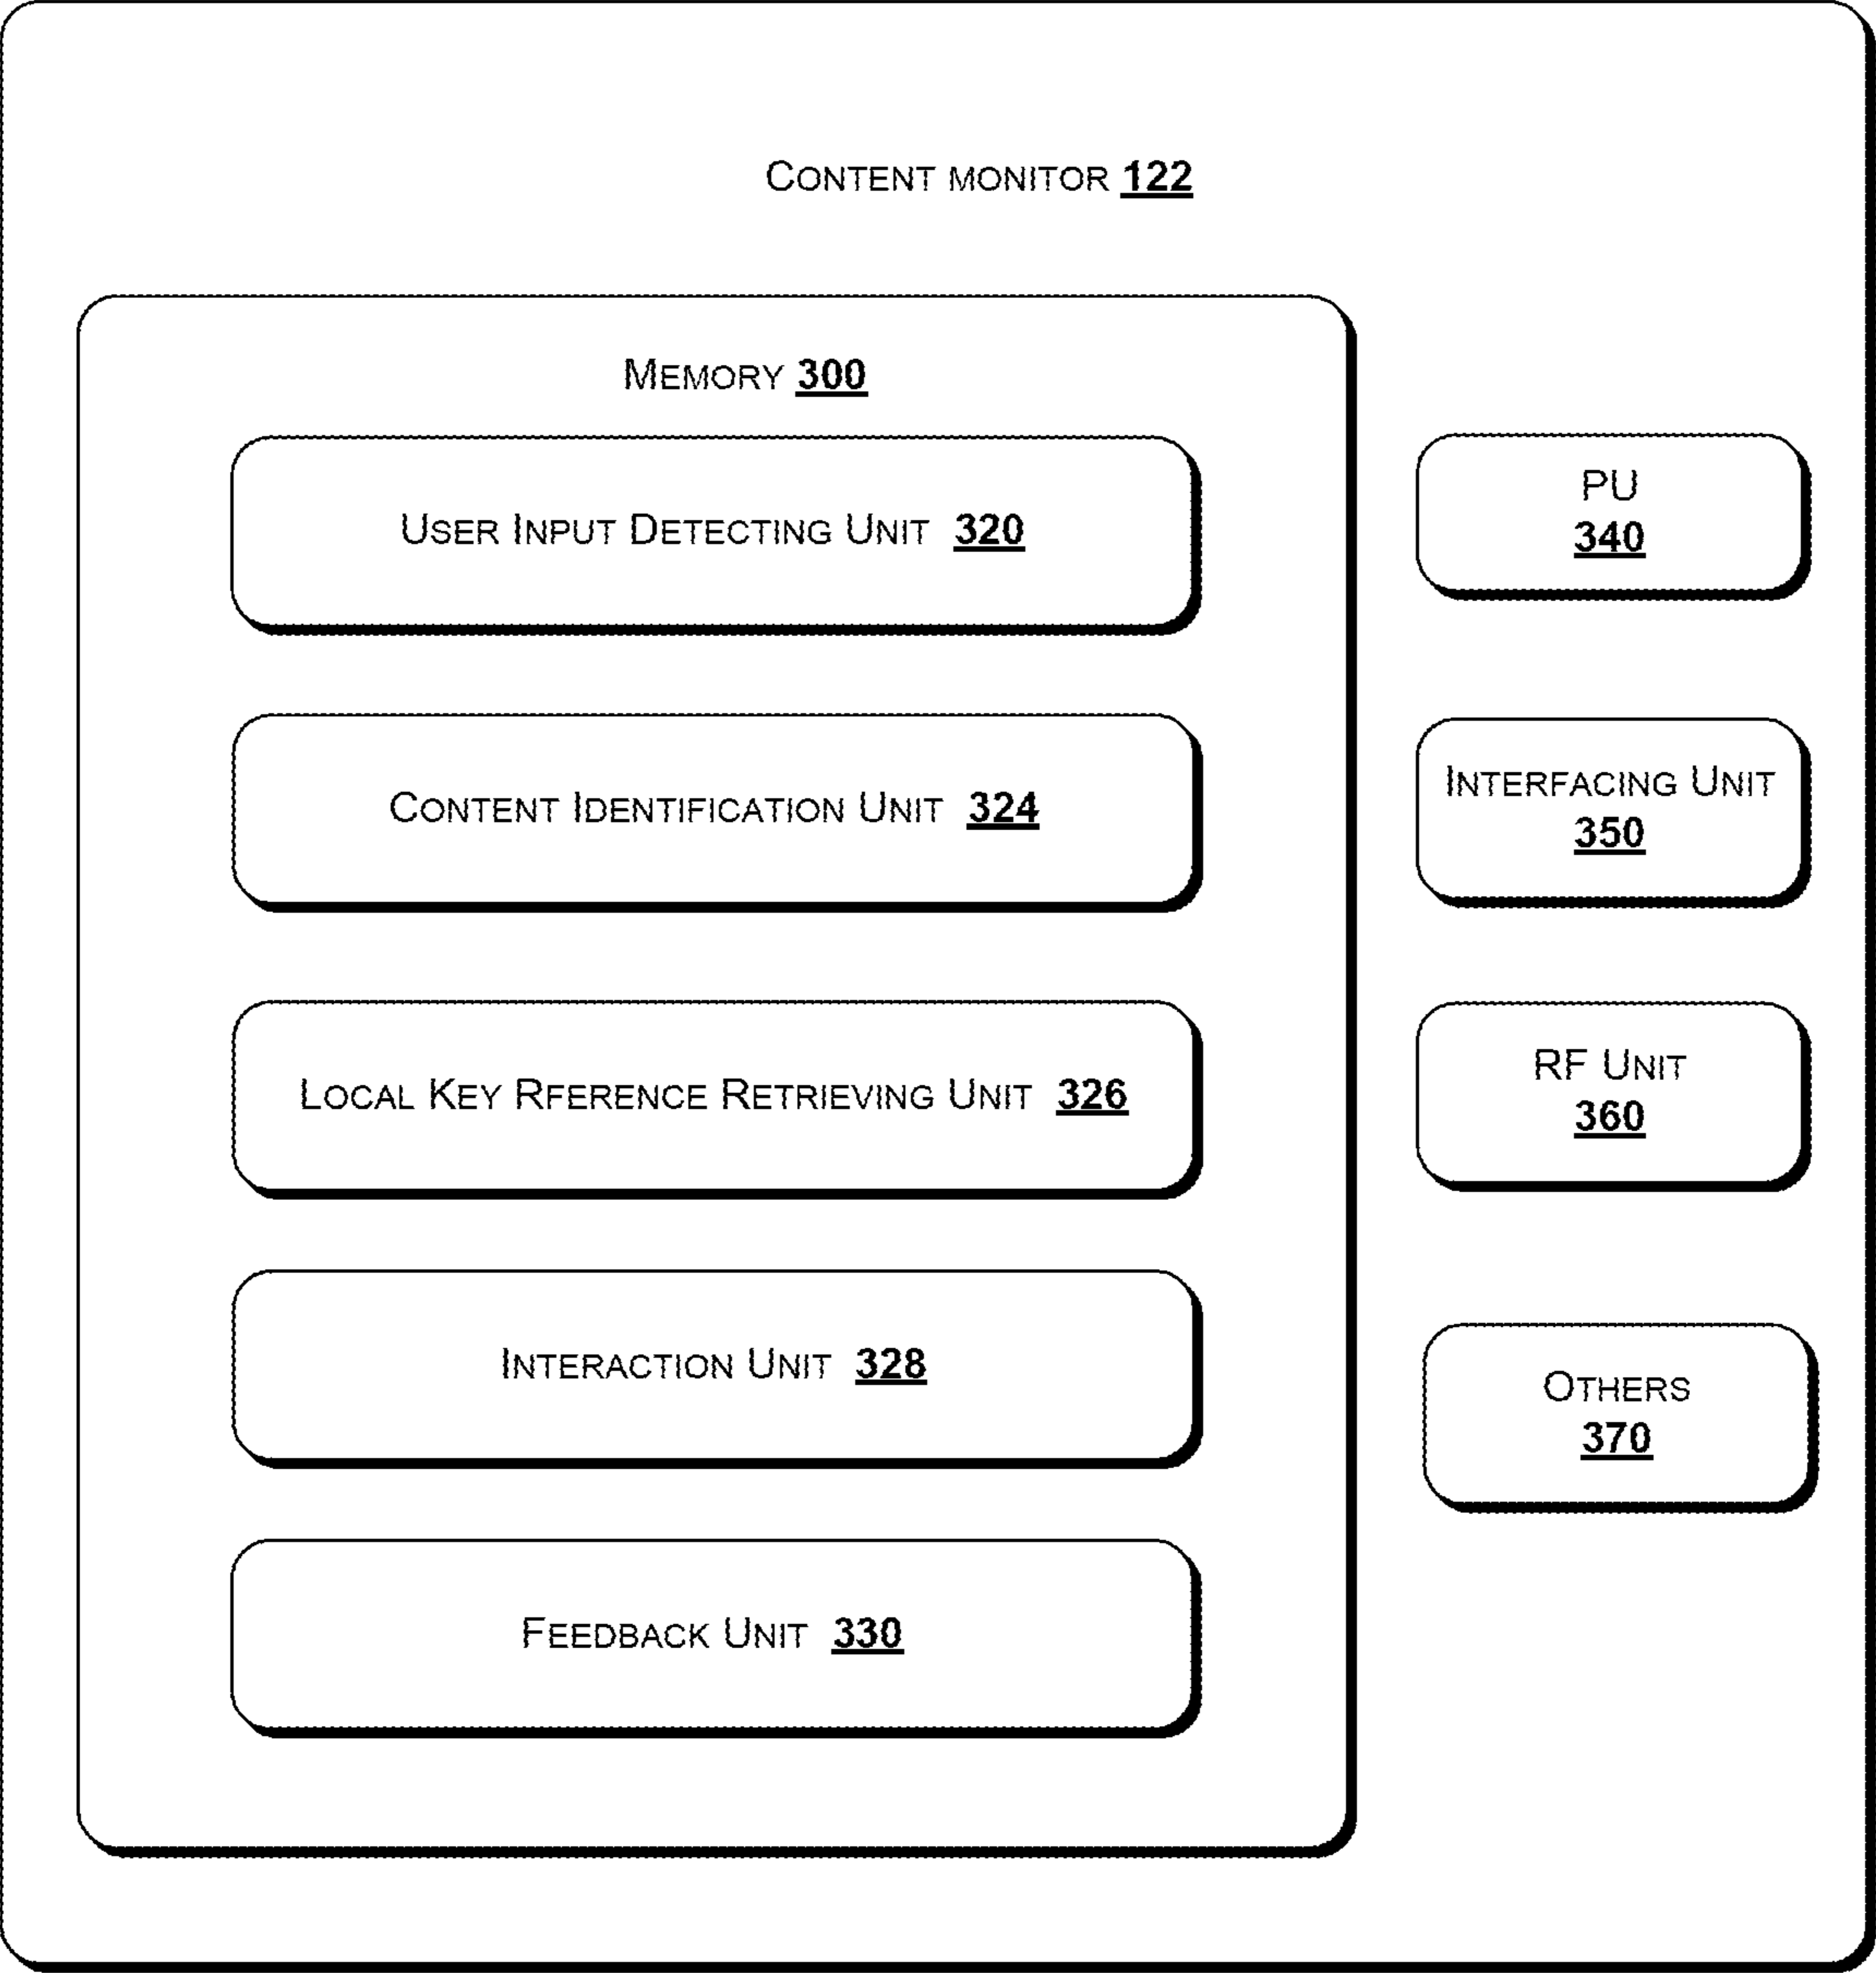 CONTENT MONITOR 122
MEMORY 300
USER INPUT DETECTING UNIT 320
CONTENT IDENTIFICATION UNIT 324
LOCAL KEY RFERENCE RETRIEVING UNIT 326
INTERACTION UNIT 328
FEEDBACK UNIT 330
PU
340
INTERFACING UNIT
350
RF UNIT
360
OTHERS
370